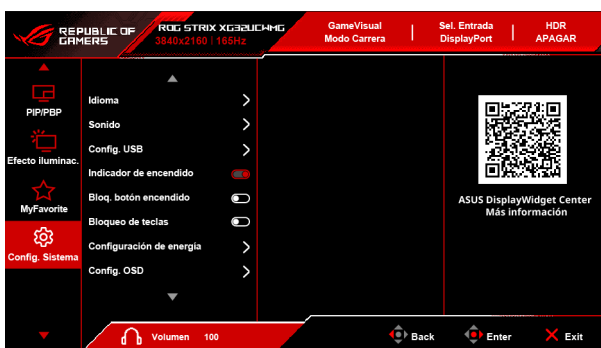 REPUBLIC OF
GAMERS
ROG STRIX XG32UCWMG
3840x2160 | 165Hz
GameVisual
Modo Carrera
Sel. Entrada
DisplayPort
HDR
APAGAR
PIP/PBP
Efecto iluminac.
MyFavorite
Config. Sistema
Idioma
Sonido
Config. USB
Indicador de encendido
Bloq. botón encendido
Bloqueo de teclas
Configuración de energía
Config. OSD
ASUS DisplayWidget Center
Más información
Volumen 100
Back
Enter
Exit